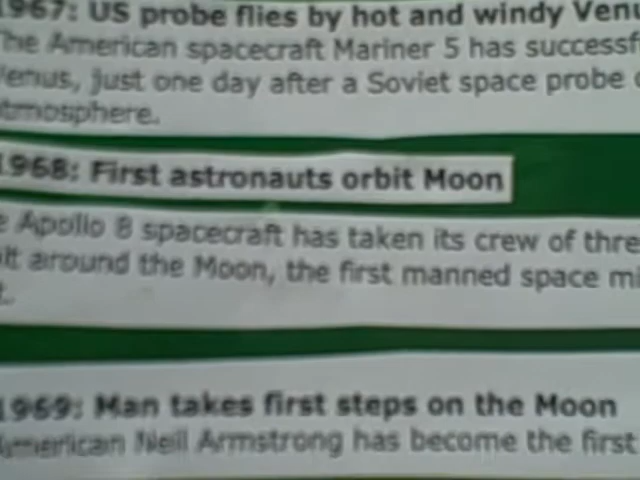 1967: US probe flies by hot and windy Venu
The American spacecraft Mariner 5 has successf
Venus, just one day after a Soviet space probe
atmosphere.
1968: First astronauts orbit Moon
e Apollo 8 spacecraft has taken its crew of thre
it around the Moon, the first manned space mi
t.
1969: Man takes first steps on the Moon
American Neil Armstrong has become the first